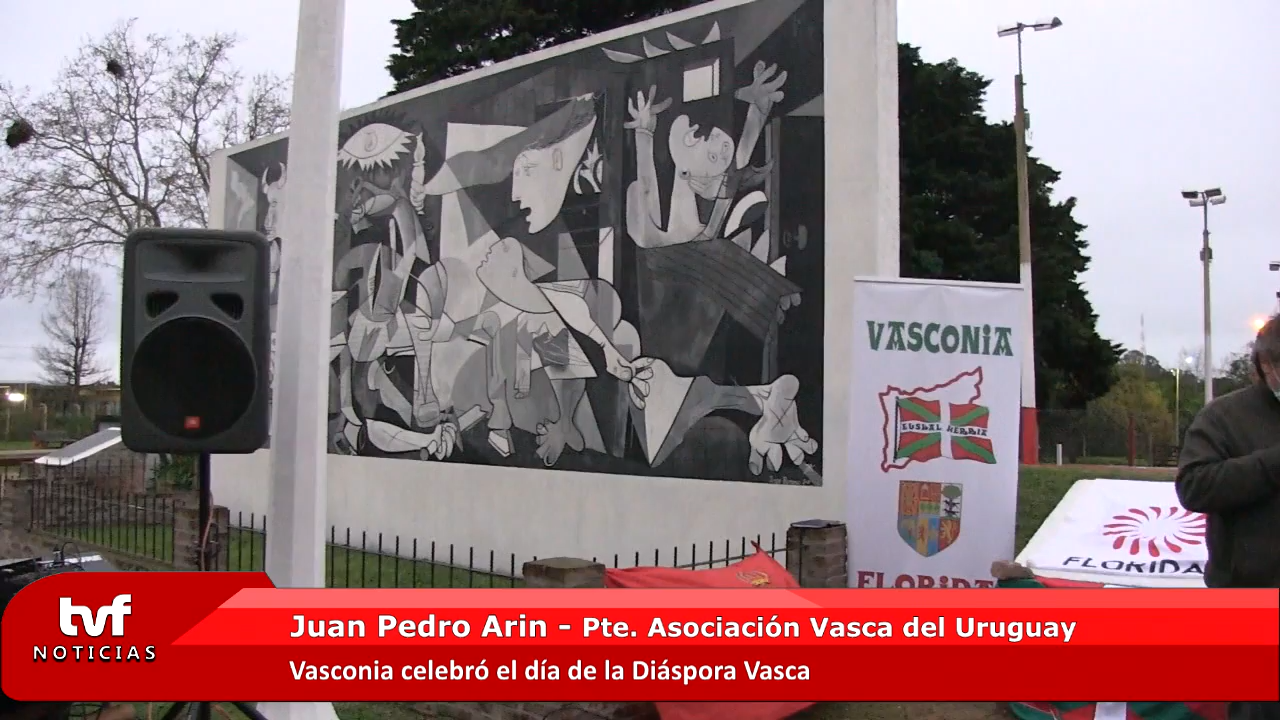 VASCONiA
EUSKAL HERRIA
FLORiDA
FLORIDA
tvf
NOTICIAS
Juan Pedro Arin - Pte. Asociación Vasca del Uruguay
Vasconia celebró el día de la Diáspora Vasca